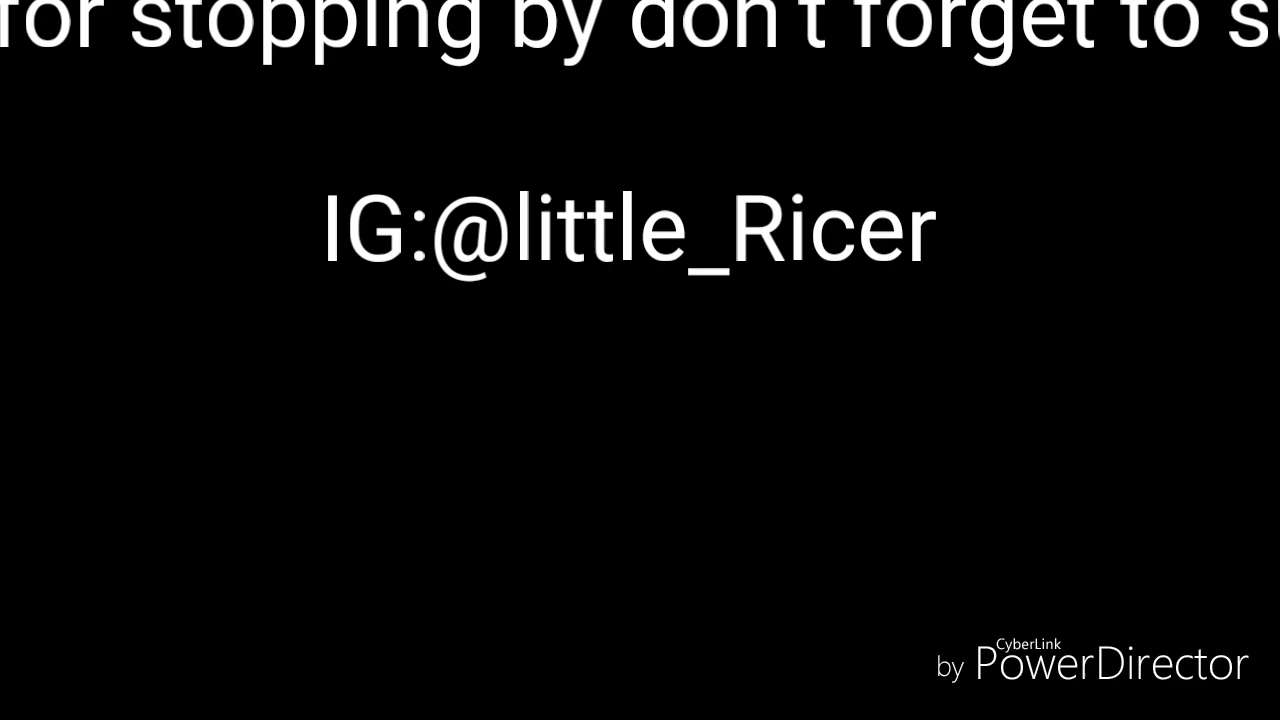 for stopping by don't forget to
IG:@little_Ricer
by CyberLink PowerDirector